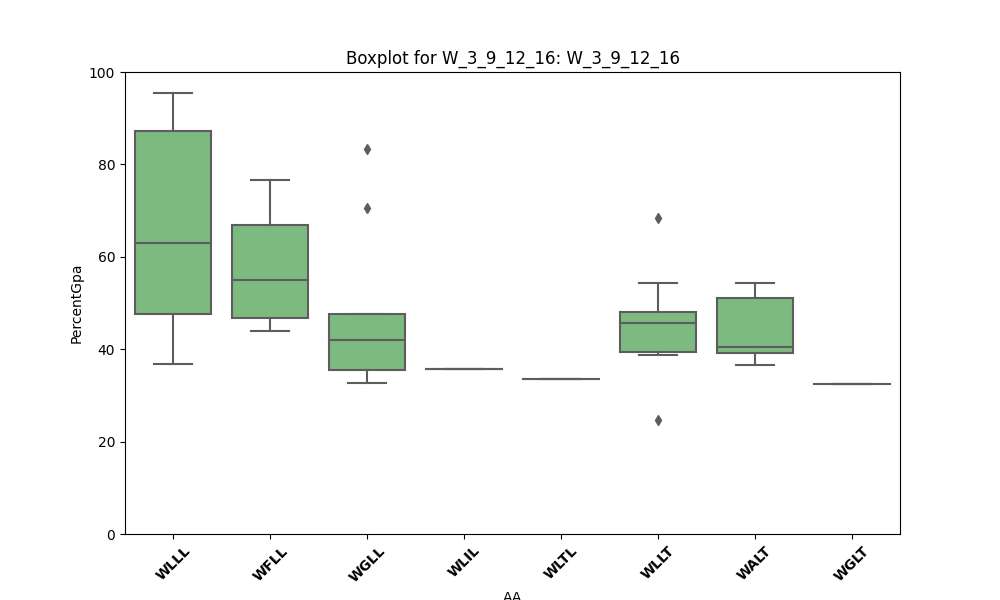 Boxplot for W_3_9_12_16: W_3_9_12_16
100
80
60
40
20
0
PercentGpa
WLLL
WFLL
WGLL
WLIL
WLTL
WLLT
WALT
WGLT
AA